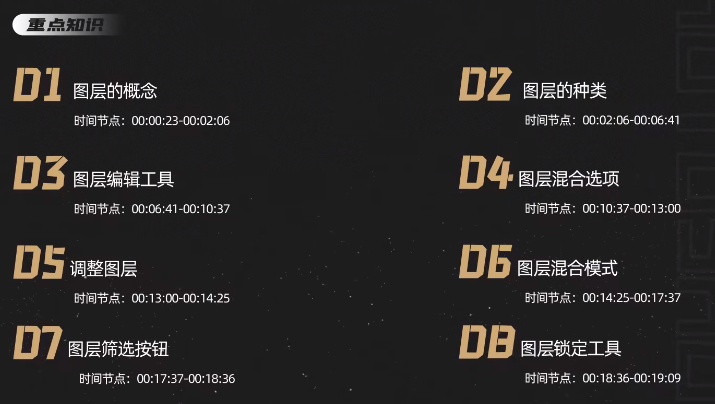 重点知识
01 图层的概念
时间节点：00:00:23-00:02:06
02 图层的种类
时间节点：00:02:06-00:06:41
03 图层编辑工具
时间节点：00:06:41-00:10:37
04 图层混合选项
时间节点：00:10:37-00:13:00
05 调整图层
时间节点：00:13:00-00:14:25
06 图层混合模式
时间节点：00:14:25-00:17:37
07 图层筛选按钮
时间节点：00:17:37-00:18:36
08 图层锁定工具
时间节点：00:18:36-00:19:09